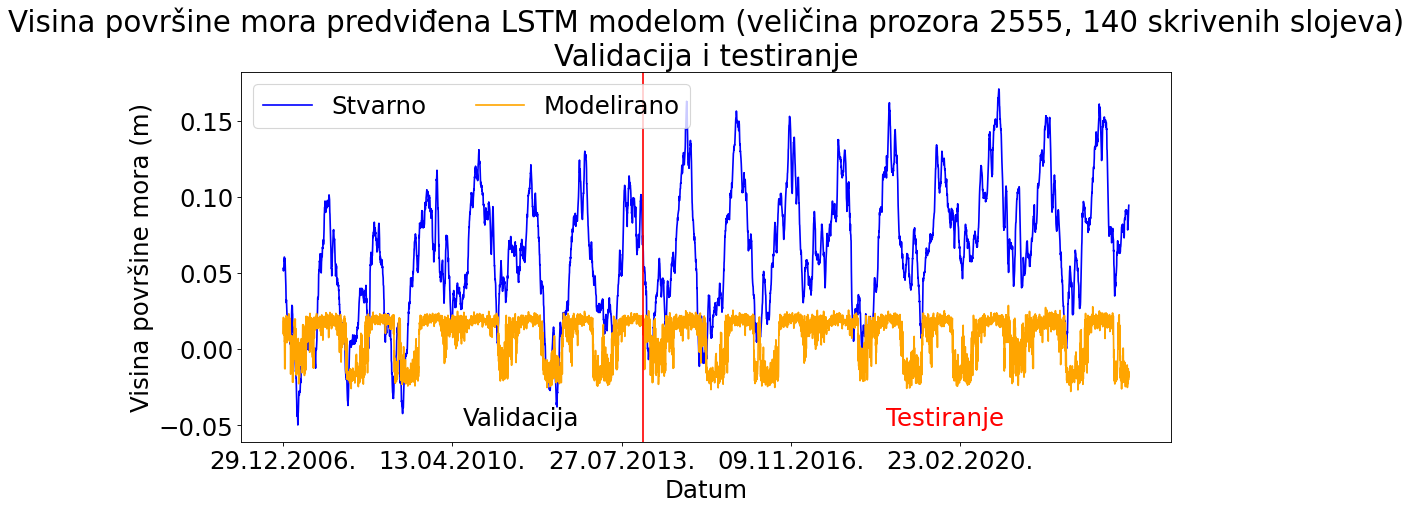 Visina površine mora predviđena LSTM modelom (veličina prozora 2555, 140 skrivenih slojeva)
Validacija i testiranje
Stvarno
Modelirano
Visina površine mora (m)
0.15
0.10
0.05
0.00
−0.05
Validacija
Testiranje
29.12.2006.
13.04.2010.
27.07.2013.
09.11.2016.
23.02.2020.
Datum